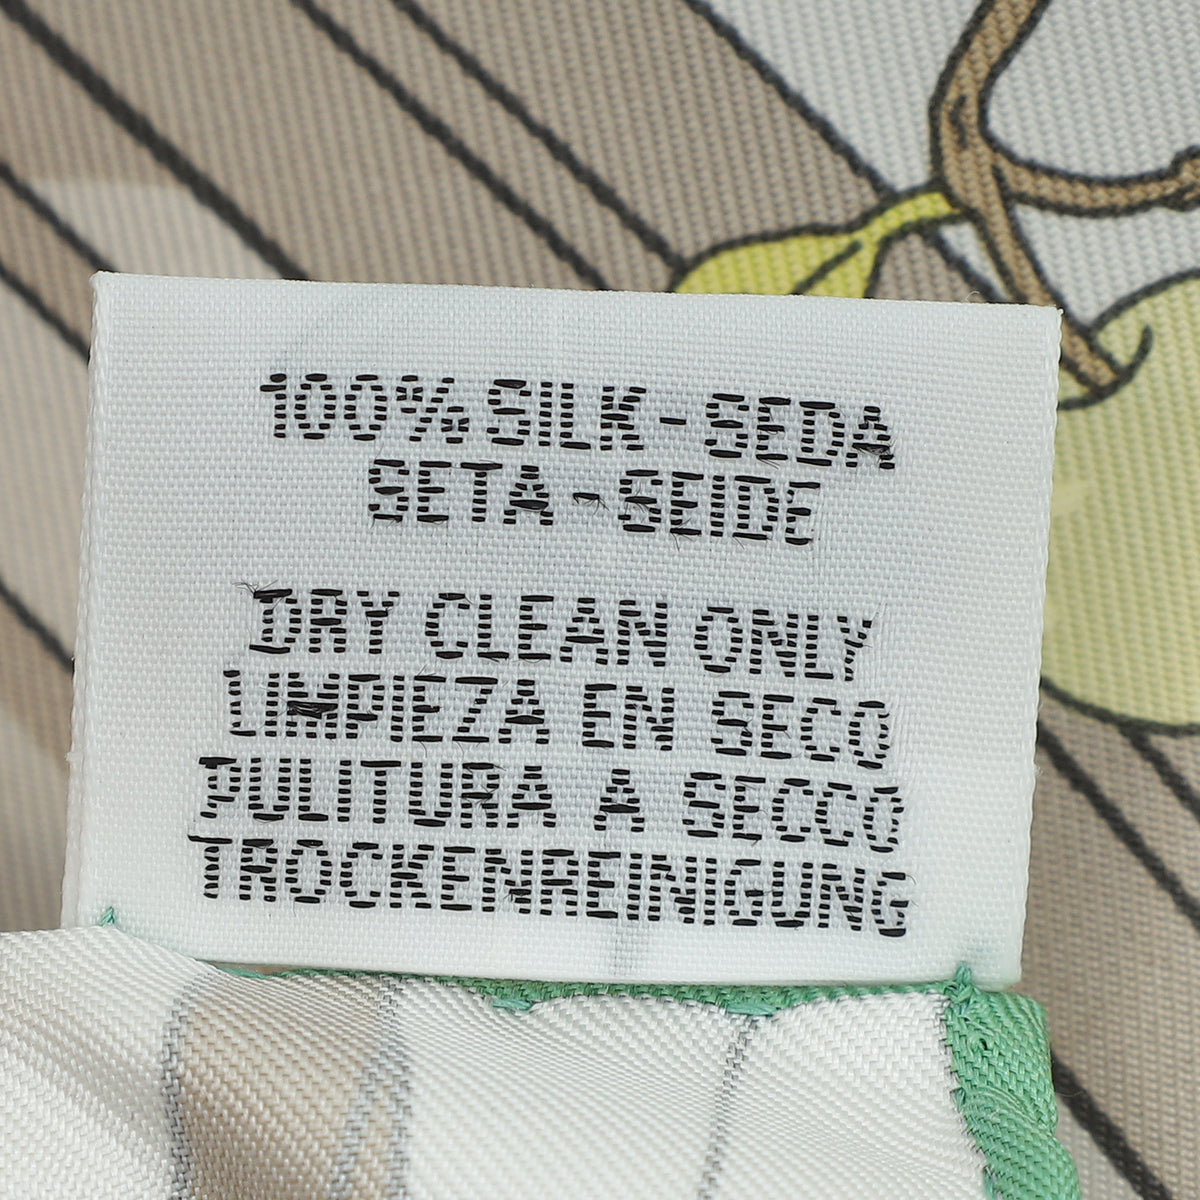 100% SILK - SEDA
SETA - SEIDE
DRY CLEAN ONLY
LIMPIEZA EN SECO
PULITURA A SECCO
TROCKENREINIGUNG